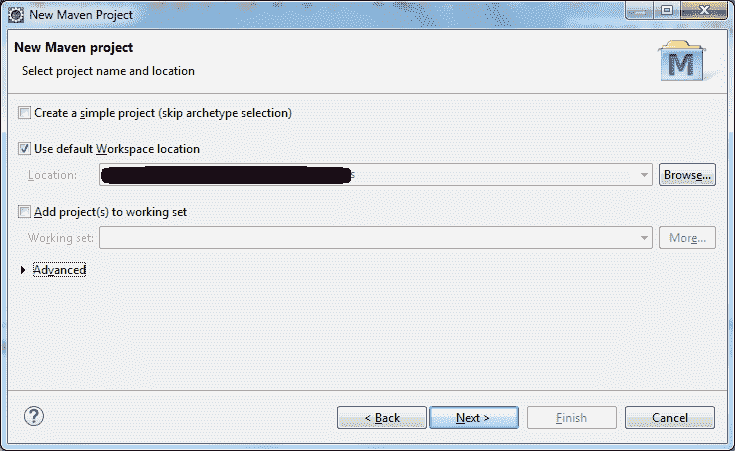 New Maven Project
New Maven project
Select project name and location
M
Create a simple project (skip archetype selection)
Use default Workspace location
Location: s Browse...
Add project(s) to working set
Working set: More...
Advanced
? < Back Next > Finish Cancel